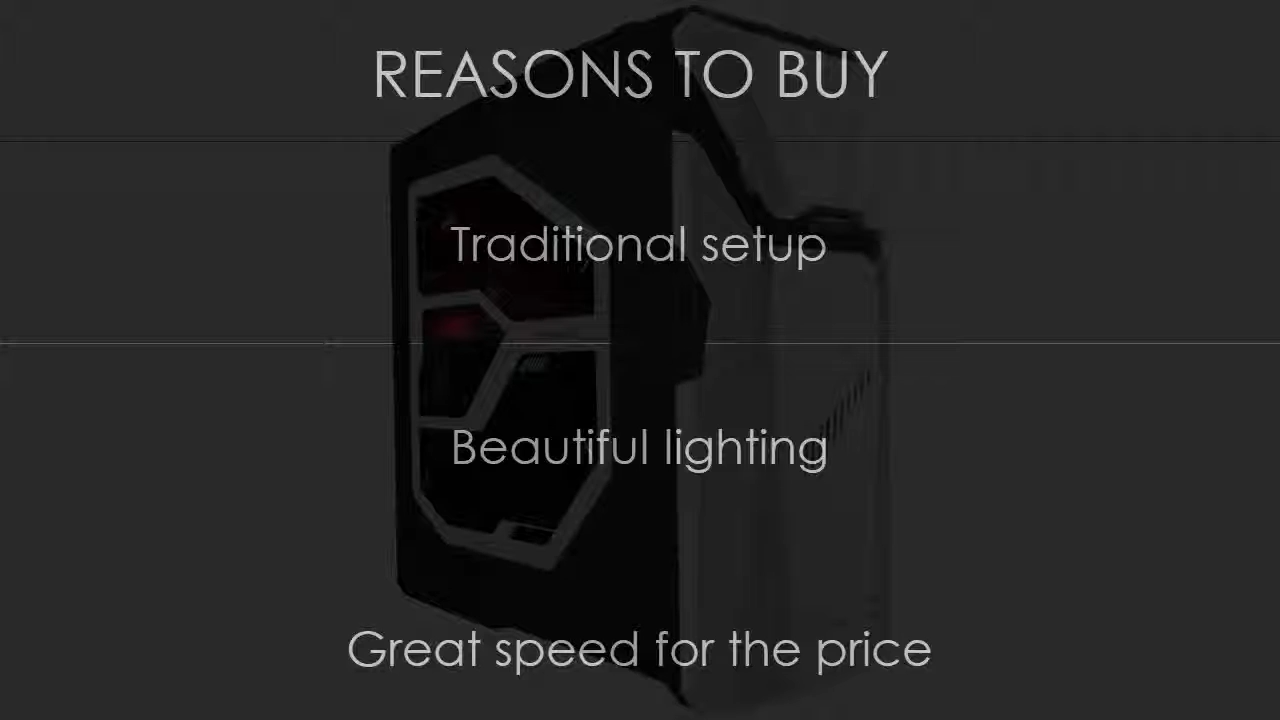 REASONS TO BUY
Traditional setup
Beautiful lighting
Great speed for the price